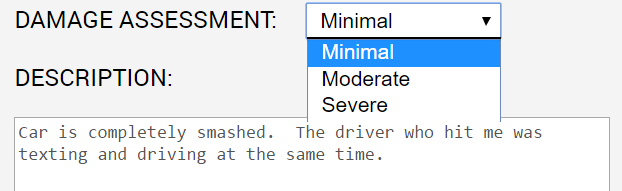 DAMAGE ASSESSMENT: Minimal
Minimal
Moderate
DESCRIPTION:
Severe
Car is completely smashed.  The driver who hit me was
texting and driving at the same time.